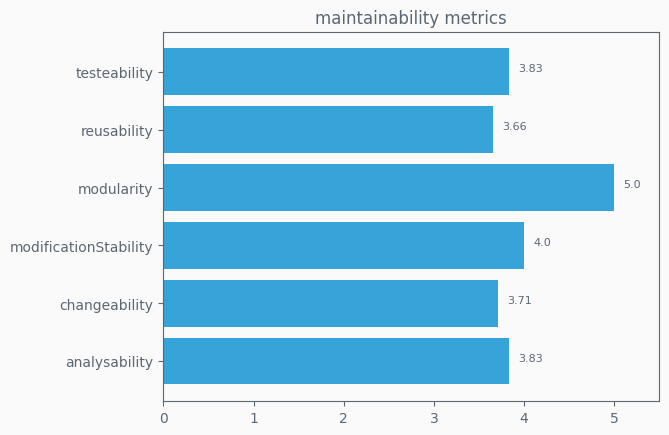 maintainability metrics
testeability
3.83
reusability
3.66
modularity
5.0
modificationStability
4.0
changeability
3.71
analysability
3.83
0 1 2 3 4 5